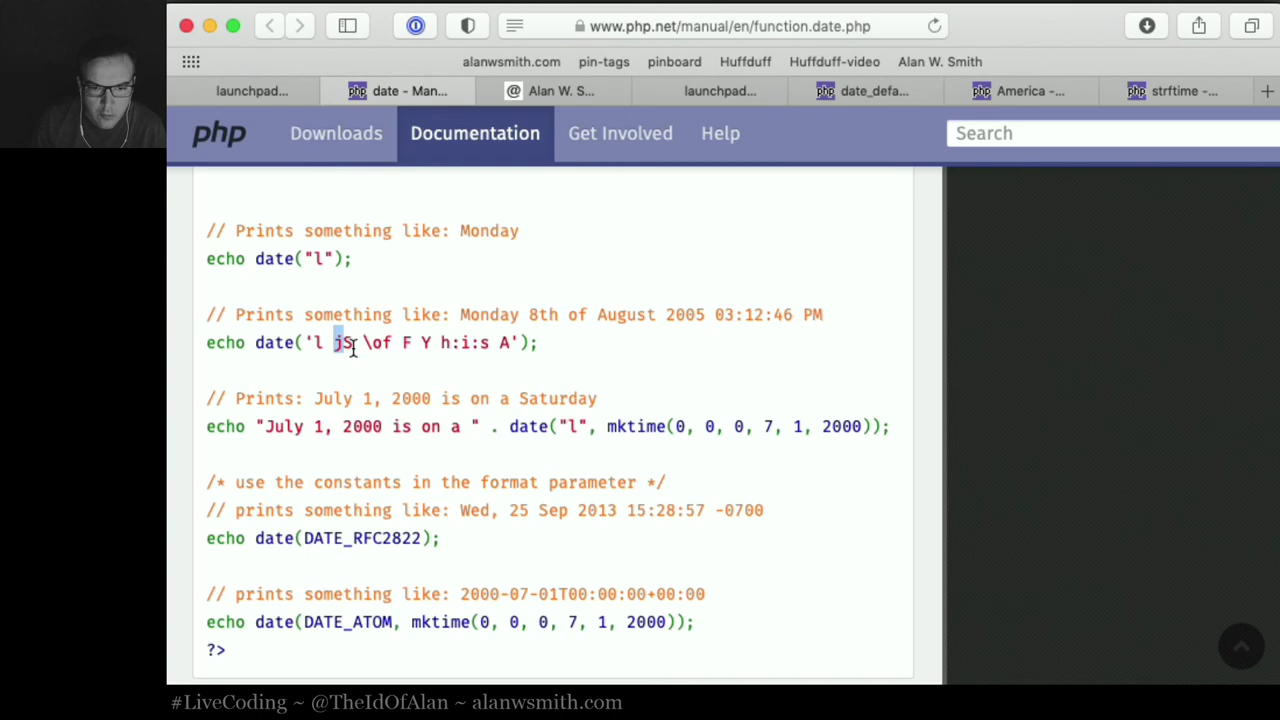 www.php.net/manual/en/function.date.php
alanwsmith.com pin-tags pinboard Huffduff Huffduff-video Alan W. Smith
launchpad... php date - Man... @ Alan W. S... launchpad... php date_defa... php America -... php strftime -...
php Downloads Documentation Get Involved Help Search
// Prints something like: Monday
echo date("l");
// Prints something like: Monday 8th of August 2005 03:12:46 PM
echo date('l jS \of F Y h:i:s A');
// Prints: July 1, 2000 is on a Saturday
echo "July 1, 2000 is on a " . date("l", mktime(0, 0, 0, 7, 1, 2000));
/* use the constants in the format parameter */
// prints something like: Wed, 25 Sep 2013 15:28:57 -0700
echo date(DATE_RFC2822);
// prints something like: 2000-07-01T00:00:00+00:00
echo date(DATE_ATOM, mktime(0, 0, 0, 7, 1, 2000));
?>
#LiveCoding ~ @TheIdOfAlan ~ alanwsmith.com